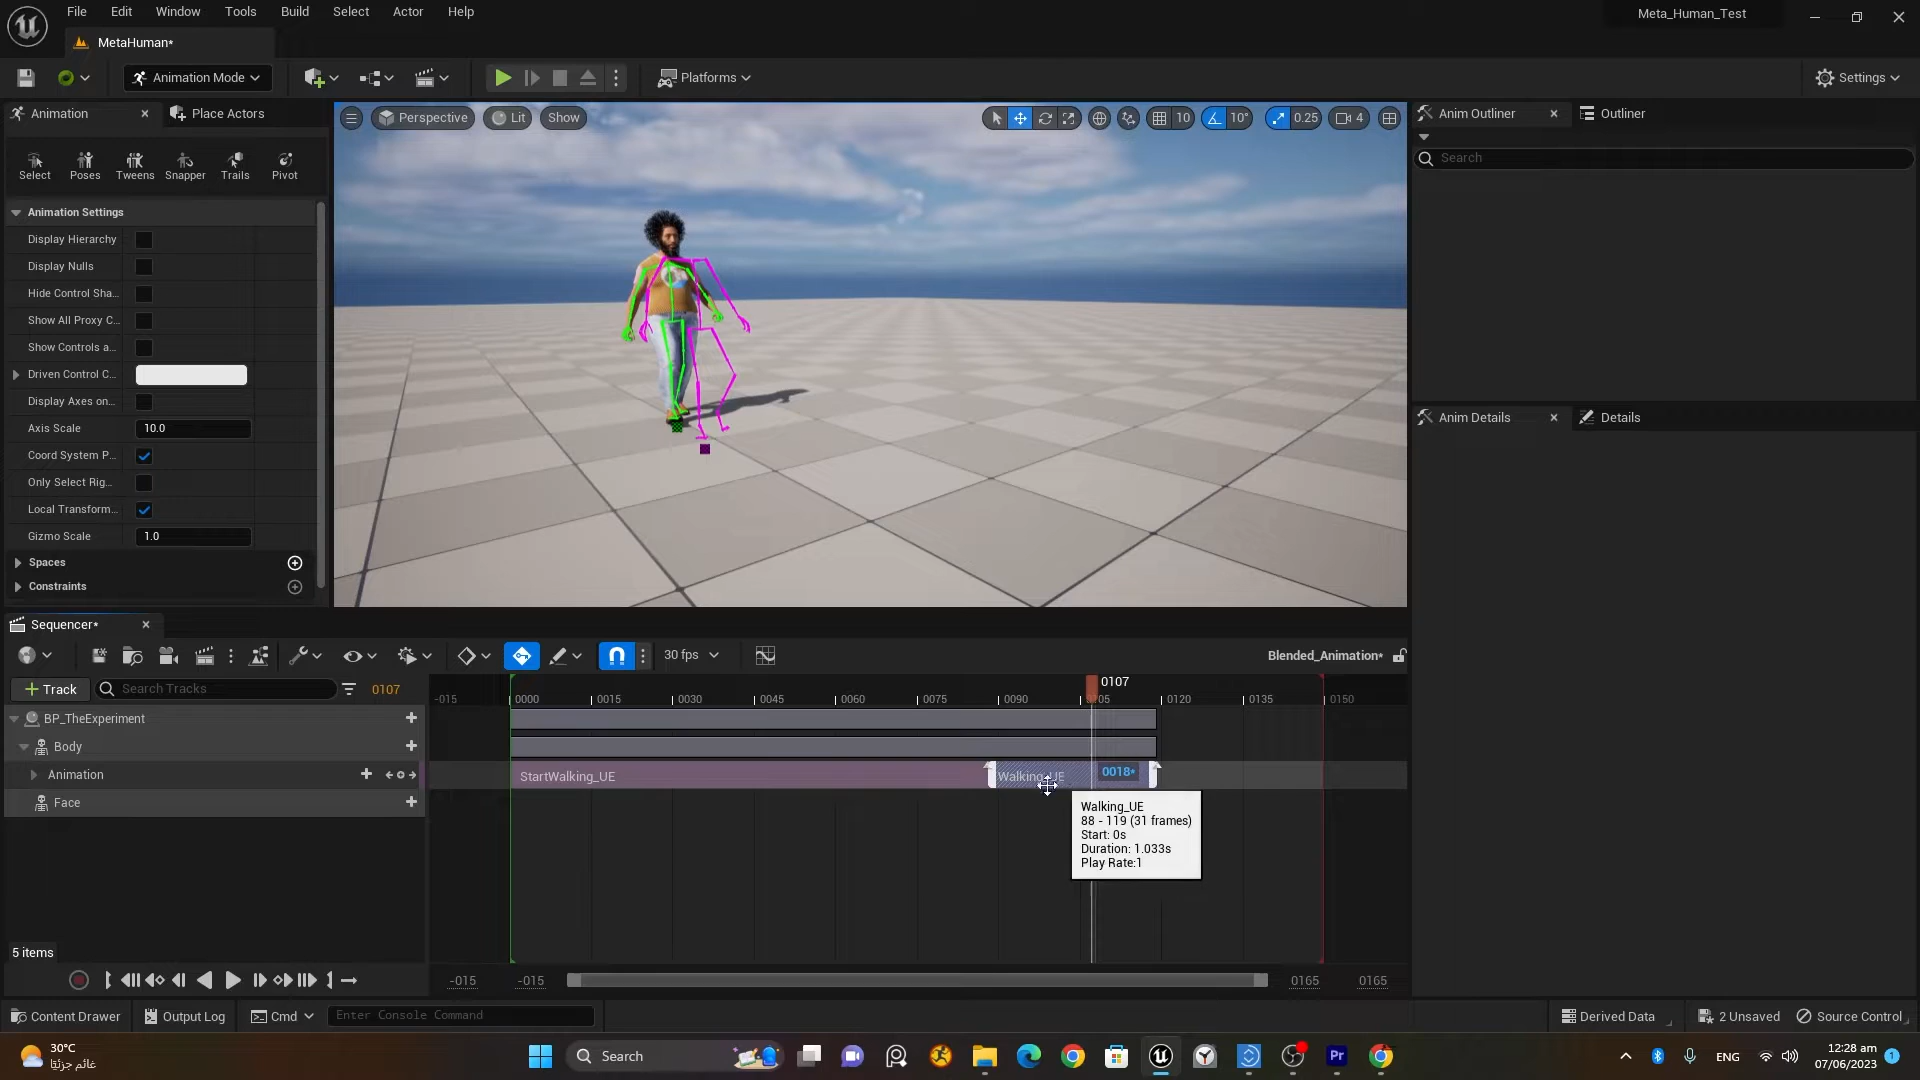 File Edit Window Tools Build Select Actor Help
Meta_Human_Test
MetaHuman*
Animation Mode
Platforms
Settings
Animation
Place Actors
Perspective
Lit
Show
10
10°
0.25
4
Anim Outliner
Outliner
Search
Select Poses Tweens Snapper Trails Pivot
Animation Settings
Display Hierarchy
Display Nulls
Hide Control Sha...
Show All Proxy C...
Show Controls a...
Driven Control C...
Display Axes on...
Axis Scale 10.0
Coord System P...
Only Select Rig...
Local Transform...
Gizmo Scale 1.0
Spaces
Constraints
Anim Details
Details
Sequencer*
30 fps
Blended_Animation*
Track
Search Tracks
0107
0107
-015 0000 0015 0030 0045 0060 0075 0090 0105 0120 0135 0150
BP_TheExperiment
Body
Animation
StartWalking_UE
Walking_UE
0018*
Face
Walking_UE
88 - 119 (31 frames)
Start: 0s
Duration: 1.033s
Play Rate:1
5 items
-015 -015 0165 0165
Content Drawer
Output Log
Cmd
Enter Console Command
Derived Data
2 Unsaved
Source Control
30°C
غائم جزئيًا
Search
Pr
ENG
12:28 am
07/06/2023
1